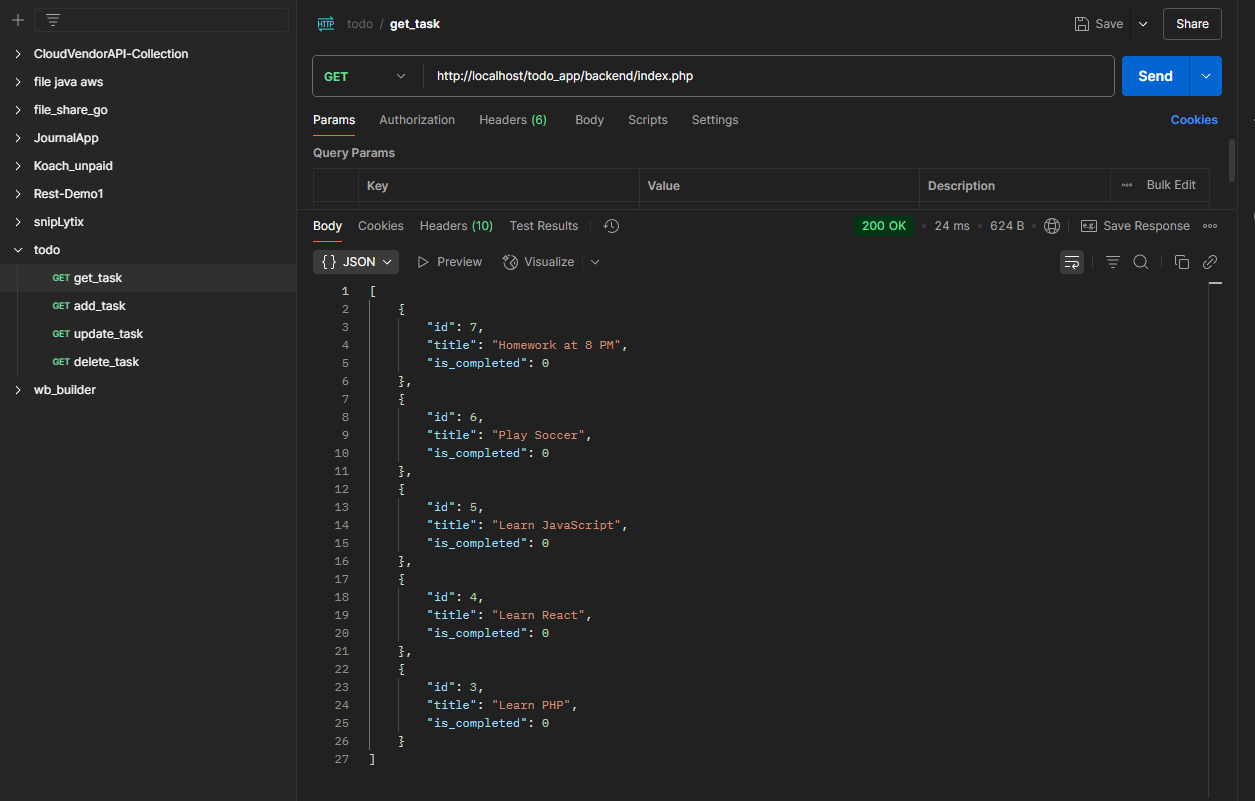 CloudVendorAPI-Collection
file java aws
file_share_go
JournalApp
Koach_unpaid
Rest-Demo1
snipLytix
todo
GET get_task
GET add_task
GET update_task
GET delete_task
wb_builder
HTTP todo / get_task Save Share
GET http://localhost/todo_app/backend/index.php Send
Params Authorization Headers (6) Body Scripts Settings Cookies
Query Params
Key Value Description Bulk Edit
Body Cookies Headers (10) Test Results 200 OK 24 ms 624 B e.g. Save Response
{} JSON Preview Visualize
1 [
2 {
3 "id": 7,
4 "title": "Homework at 8 PM",
5 "is_completed": 0
6 },
7 {
8 "id": 6,
9 "title": "Play Soccer",
10 "is_completed": 0
11 },
12 {
13 "id": 5,
14 "title": "Learn JavaScript",
15 "is_completed": 0
16 },
17 {
18 "id": 4,
19 "title": "Learn React",
20 "is_completed": 0
21 },
22 {
23 "id": 3,
24 "title": "Learn PHP",
25 "is_completed": 0
26 }
27 ]